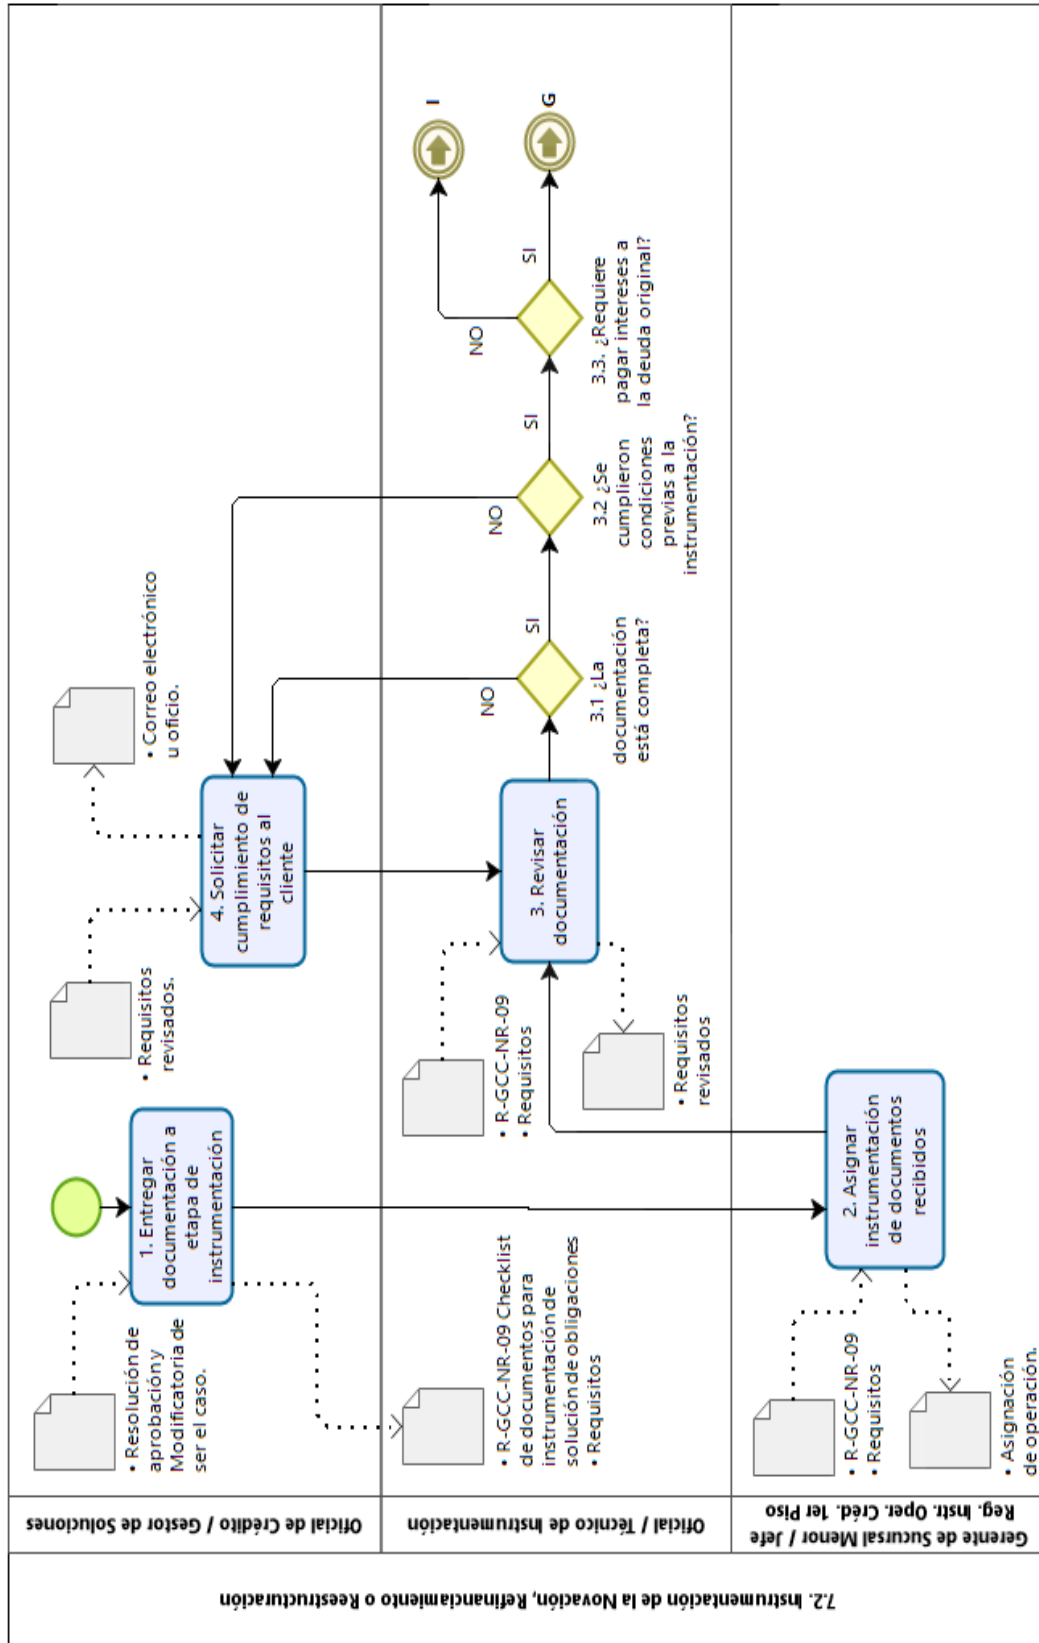 7.2. Instrumentación de la Novación, Refinanciamiento o Reestructuración
Oficial de Crédito / Gestor de Soluciones
• Resolución de
aprobación y
Modificatoria de
ser el caso.
1. Entregar
documentación a
etapa de
instrumentación
• Requisitos
revisados.
4. Solicitar
cumplimiento de
requisitos al
cliente
• Correo electrónico
u oficio.
Oficial / Técnico de Instrumentación
• R-GCC-NR-09 Checklist
de documentos para
instrumentación de
solución de obligaciones
• Requisitos
• R-GCC-NR-09
• Requisitos
3. Revisar
documentación
• Requisitos
revisados
NO
SI
3.1 ¿La
documentación
está completa?
NO
SI
3.2 ¿Se
cumplieron
condiciones
previas a la
instrumentación?
NO
SI
3.3. ¿Requiere
pagar intereses a
la deuda original?
I
G
Gerente de Sucursal Menor / Jefe
Reg. Instr. Oper. Créd. 1er Piso
• R-GCC-NR-09
• Requisitos
2. Asignar
instrumentación
de documentos
recibidos
• Asignación
de operación.